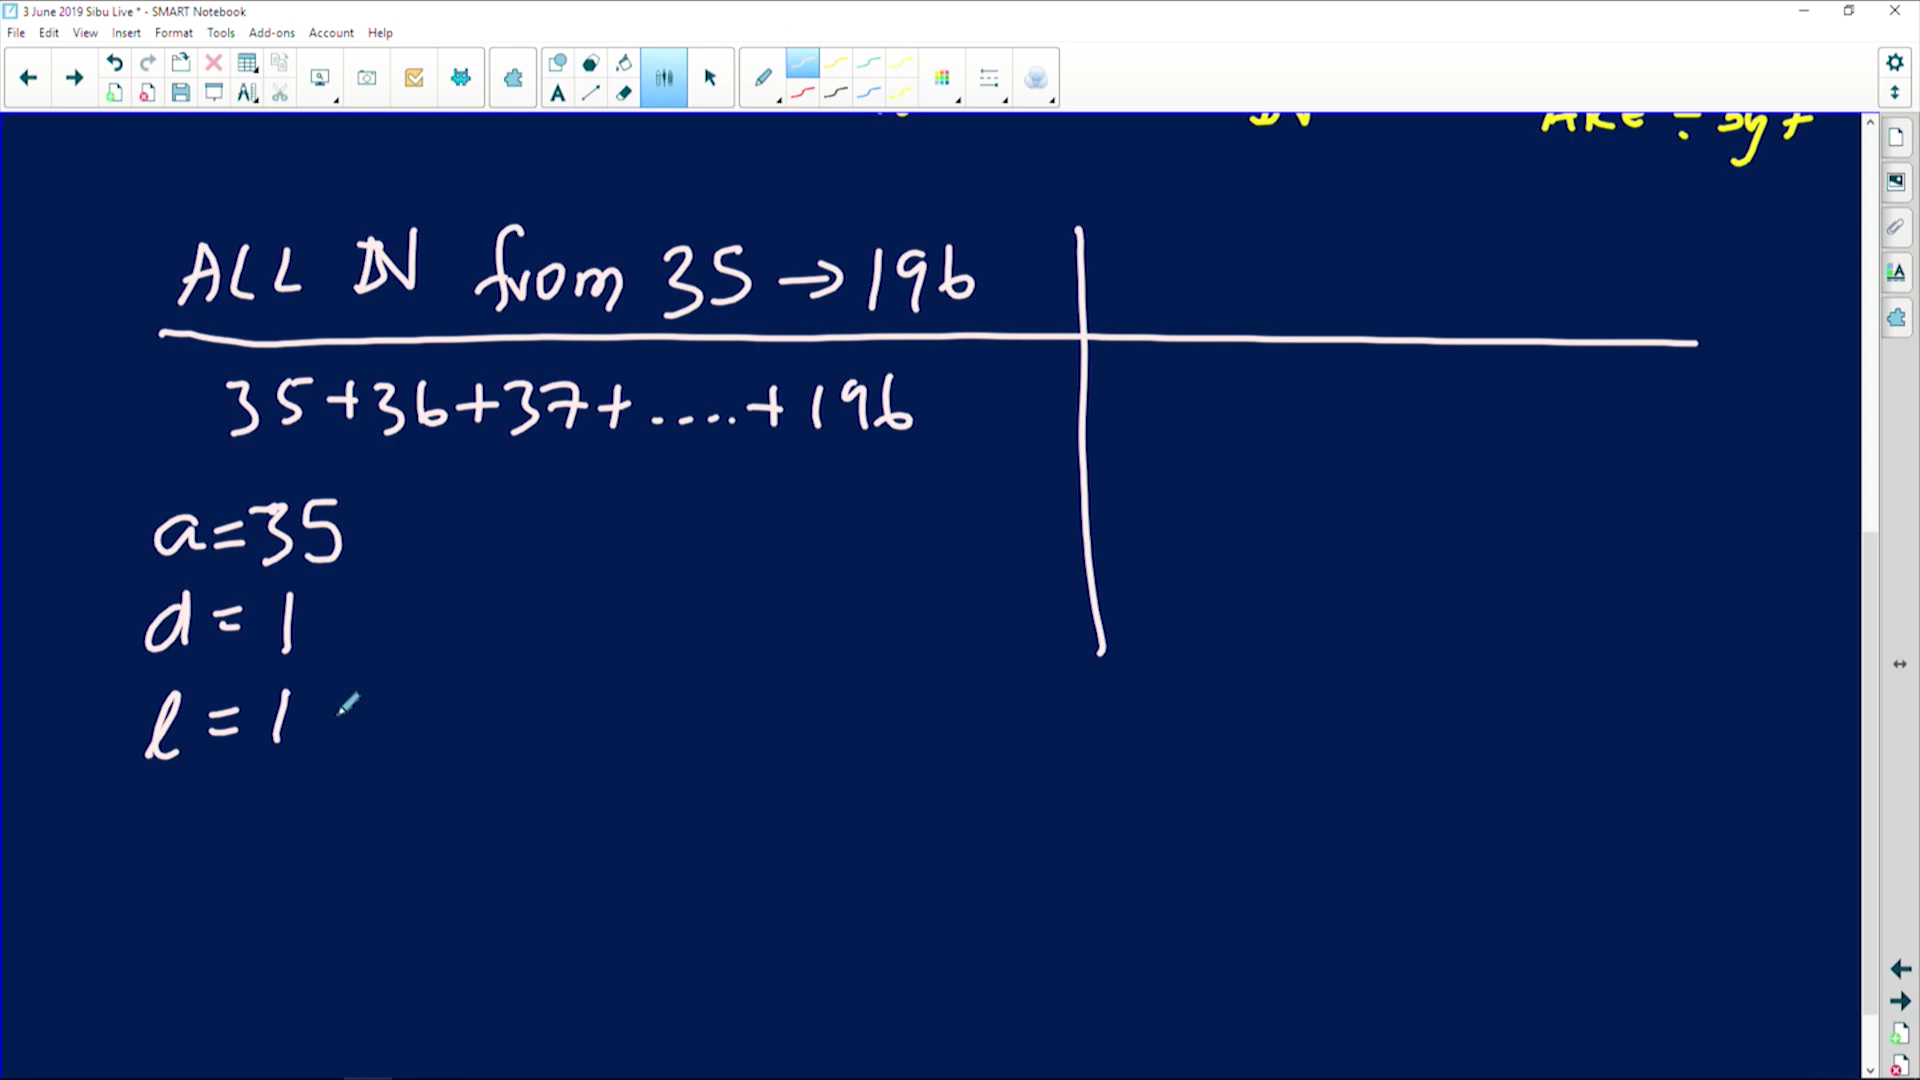 3 June 2019 Sibu Live * - SMART Notebook
File Edit View Insert Format Tools Add-ons Account Help
ALL IN from 35 → 196
35+36+37+....+196
a=35
d = 1
l = 1